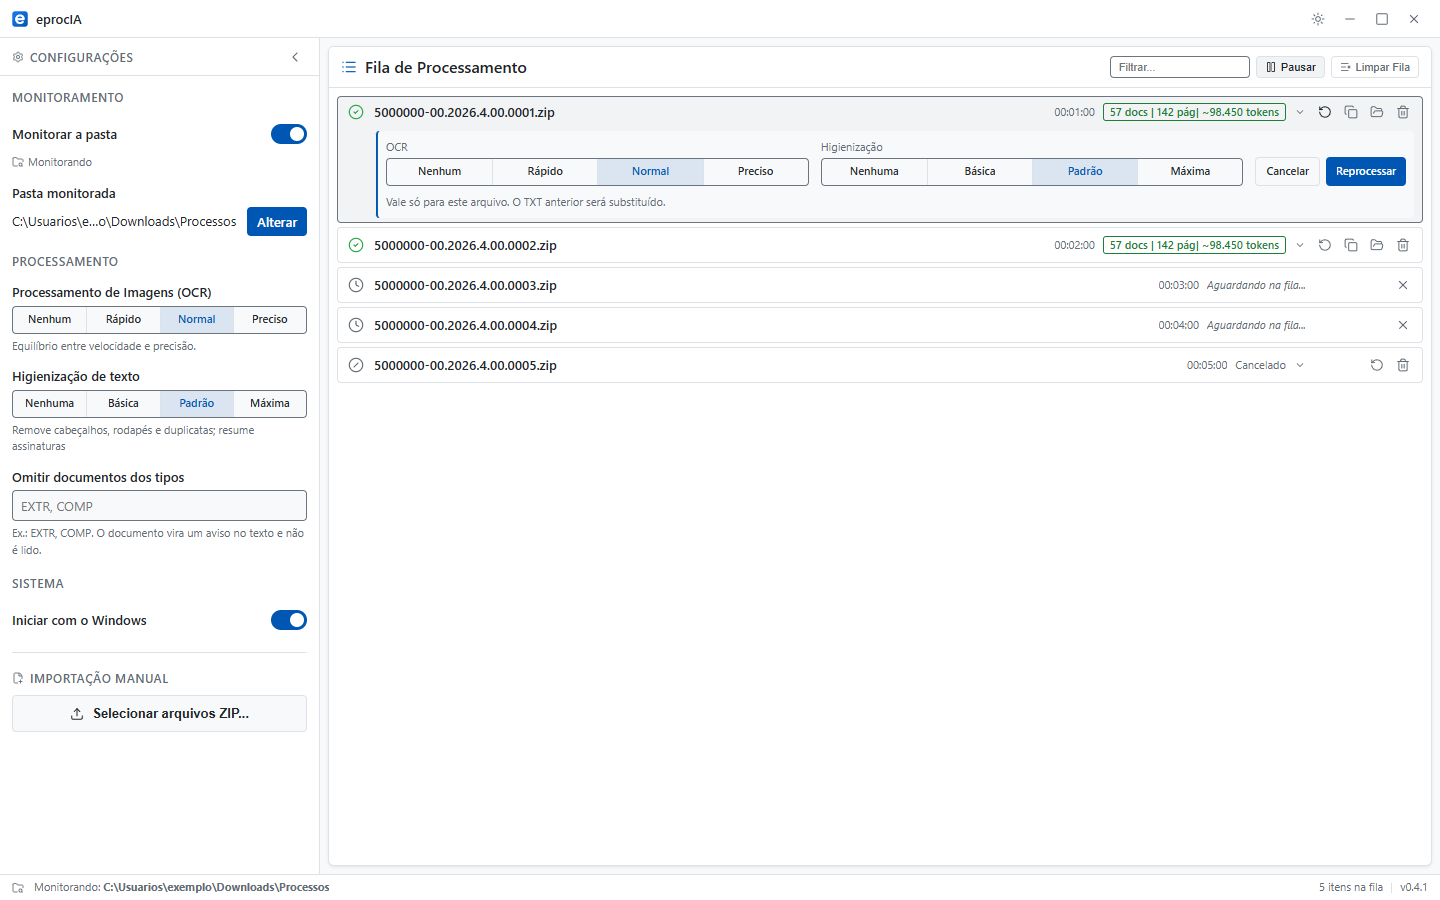 eprocIA
CONFIGURAÇÕES
MONITORAMENTO
Monitorar a pasta
Monitorando
Pasta monitorada
C:\Usuarios\e...o\Downloads\Processos
Alterar
PROCESSAMENTO
Processamento de Imagens (OCR)
Nenhum Rápido Normal Preciso
Equilíbrio entre velocidade e precisão.
Higienização de texto
Nenhuma Básica Padrão Máxima
Remove cabeçalhos, rodapés e duplicatas; resume
assinaturas
Omitir documentos dos tipos
EXTR, COMP
Ex.: EXTR, COMP. O documento vira um aviso no texto e não
é lido.
SISTEMA
Iniciar com o Windows
IMPORTAÇÃO MANUAL
Selecionar arquivos ZIP...
Fila de Processamento
Filtrar...
Pausar
Limpar Fila
5000000-00.2026.4.00.0001.zip 00:01:00 57 docs | 142 pág| ~98.450 tokens
OCR
Nenhum Rápido Normal Preciso
Higienização
Nenhuma Básica Padrão Máxima
Cancelar
Reprocessar
Vale só para este arquivo. O TXT anterior será substituído.
5000000-00.2026.4.00.0002.zip 00:02:00 57 docs | 142 pág| ~98.450 tokens
5000000-00.2026.4.00.0003.zip 00:03:00 Aguardando na fila...
5000000-00.2026.4.00.0004.zip 00:04:00 Aguardando na fila...
5000000-00.2026.4.00.0005.zip 00:05:00 Cancelado
Monitorando: C:\Usuarios\exemplo\Downloads\Processos
5 itens na fila v0.4.1